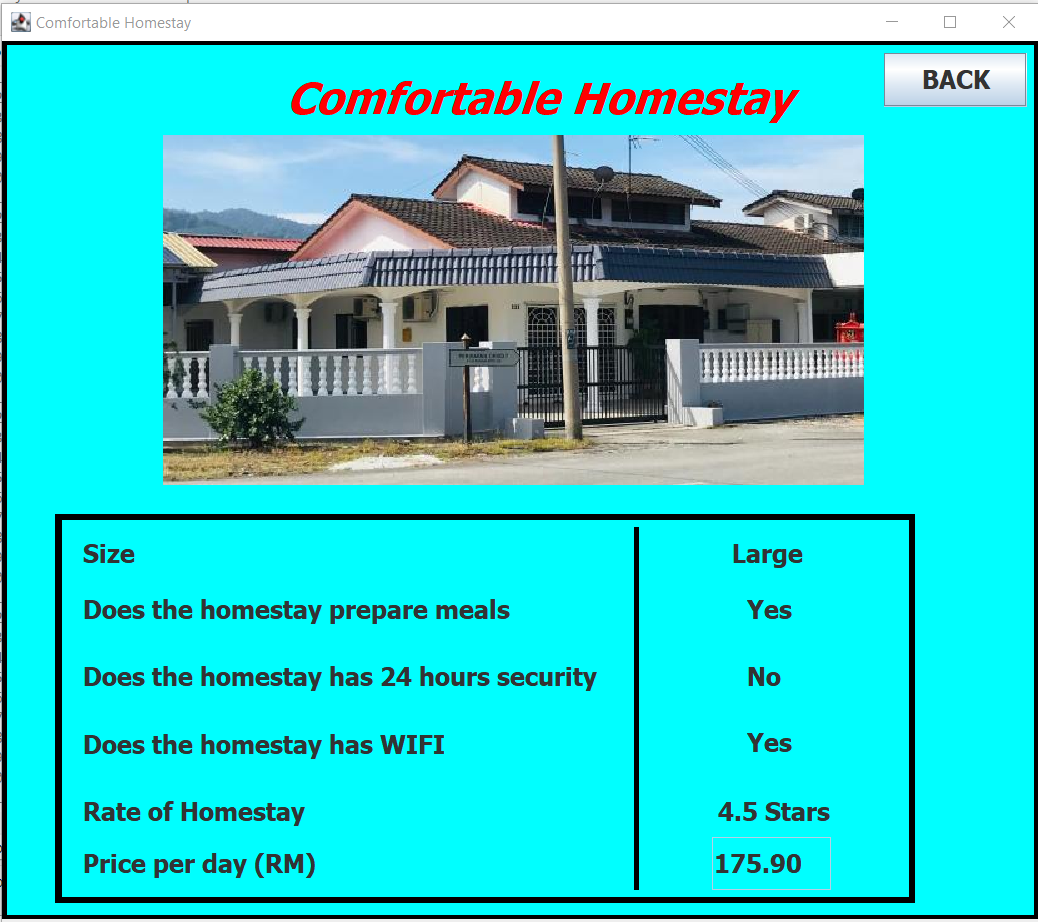 Comfortable Homestay
BACK
Comfortable Homestay
Size Large
Does the homestay prepare meals Yes
Does the homestay has 24 hours security No
Does the homestay has WIFI Yes
Rate of Homestay 4.5 Stars
Price per day (RM) 175.90